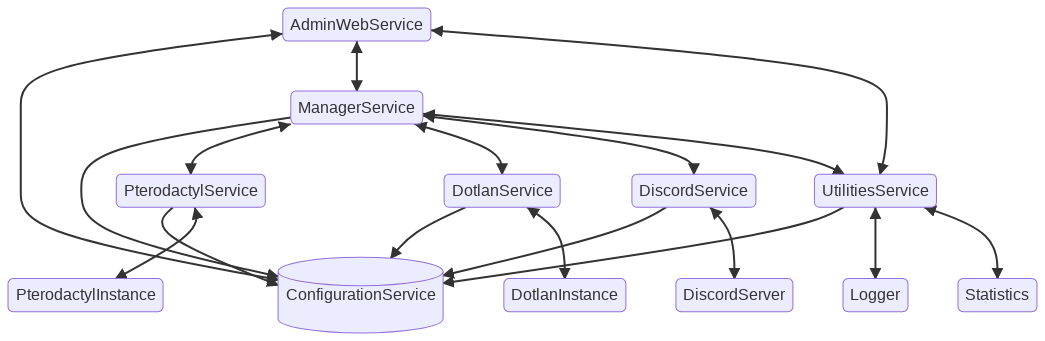 AdminWebService
ManagerService
PterodactylService
DotlanService
DiscordService
UtilitiesService
PterodactylInstance
ConfigurationService
DotlanInstance
DiscordServer
Logger
Statistics